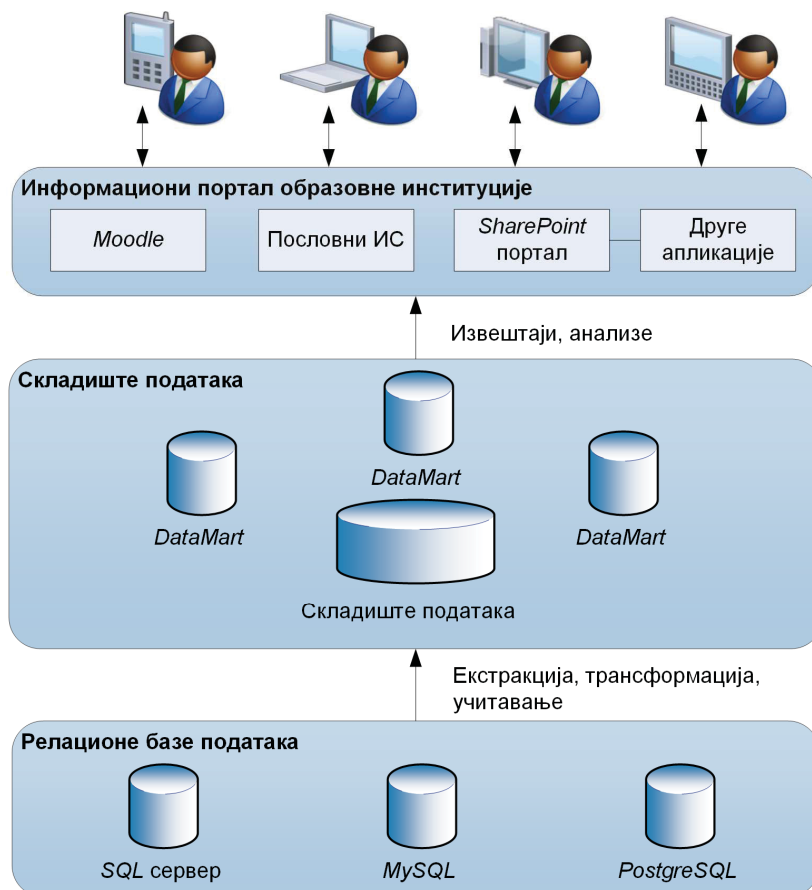 Информациони портал образовне институције
Moodle
Пословни ИС
SharePoint
портал
Друге
апликације
Извештаји, анализе
Складиште података
DataMart
DataMart
DataMart
Складиште података
Екстракција, трансформација,
учитавање
Релационе базе података
SQL сервер
MySQL
PostgreSQL